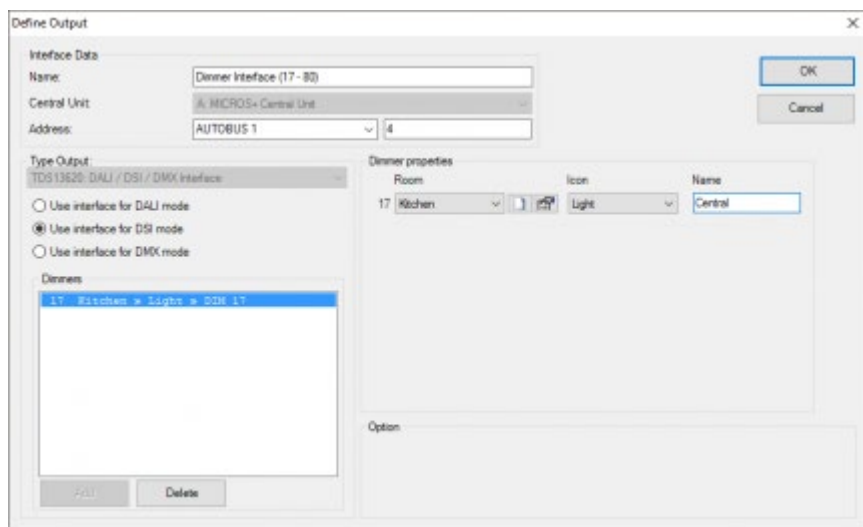 Define Output
Interface Data
Name:
Dimmer Interface (17 - 80)
Central Unit:
A: MICROS+ Central Unit
Address:
AUTOBUS 1
4
OK
Cancel
Type Output:
TDS13620: DALI / DSI / DMX Interface
Use interface for DALI mode
Use interface for DSI mode
Use interface for DMX mode
Dimmers
17 Kitchen » Light » DIM 17
Add
Delete
Dimmer properties
Room
Icon
Name
17
Kitchen
Light
Central
Option